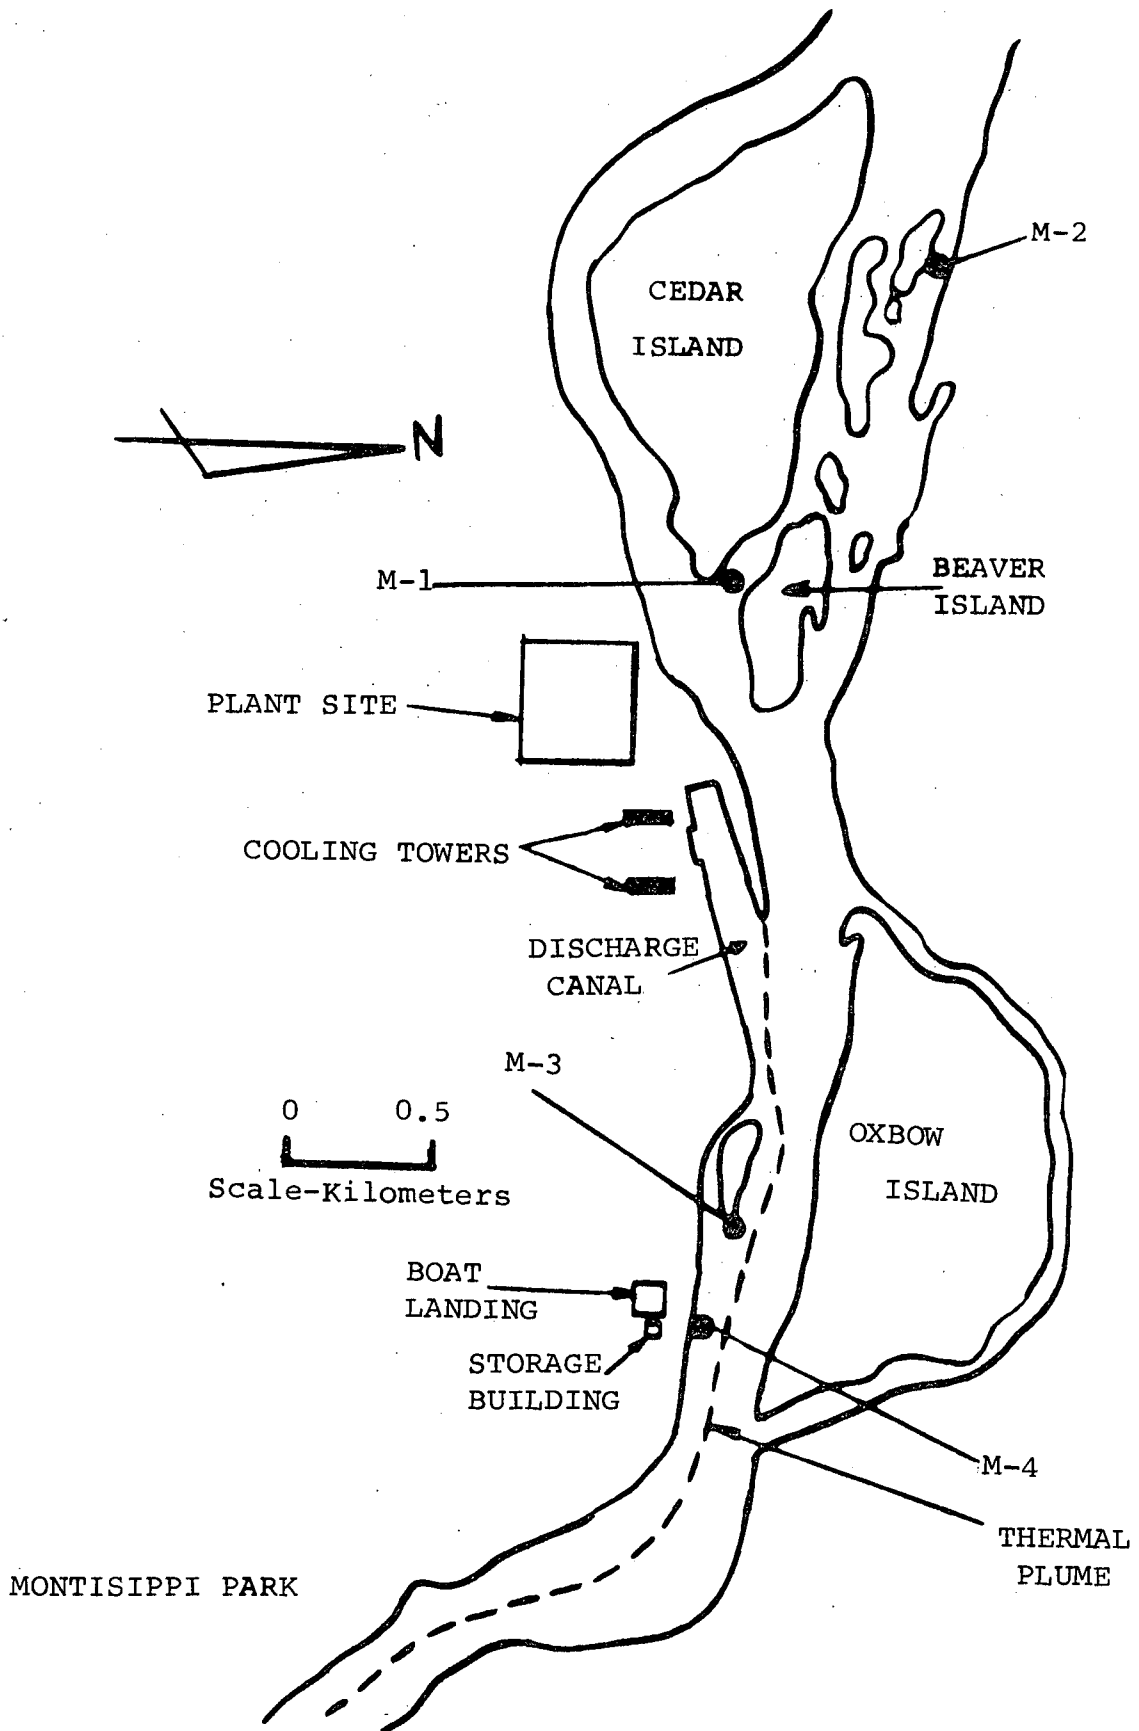 M-2
CEDAR
ISLAND
N
M-1
BEAVER
ISLAND
PLANT SITE
COOLING TOWERS
DISCHARGE
CANAL
M-3
0 0.5
Scale-Kilometers
OXBOW
ISLAND
BOAT
LANDING
STORAGE
BUILDING
M-4
THERMAL
PLUME
MONTISIPPI PARK